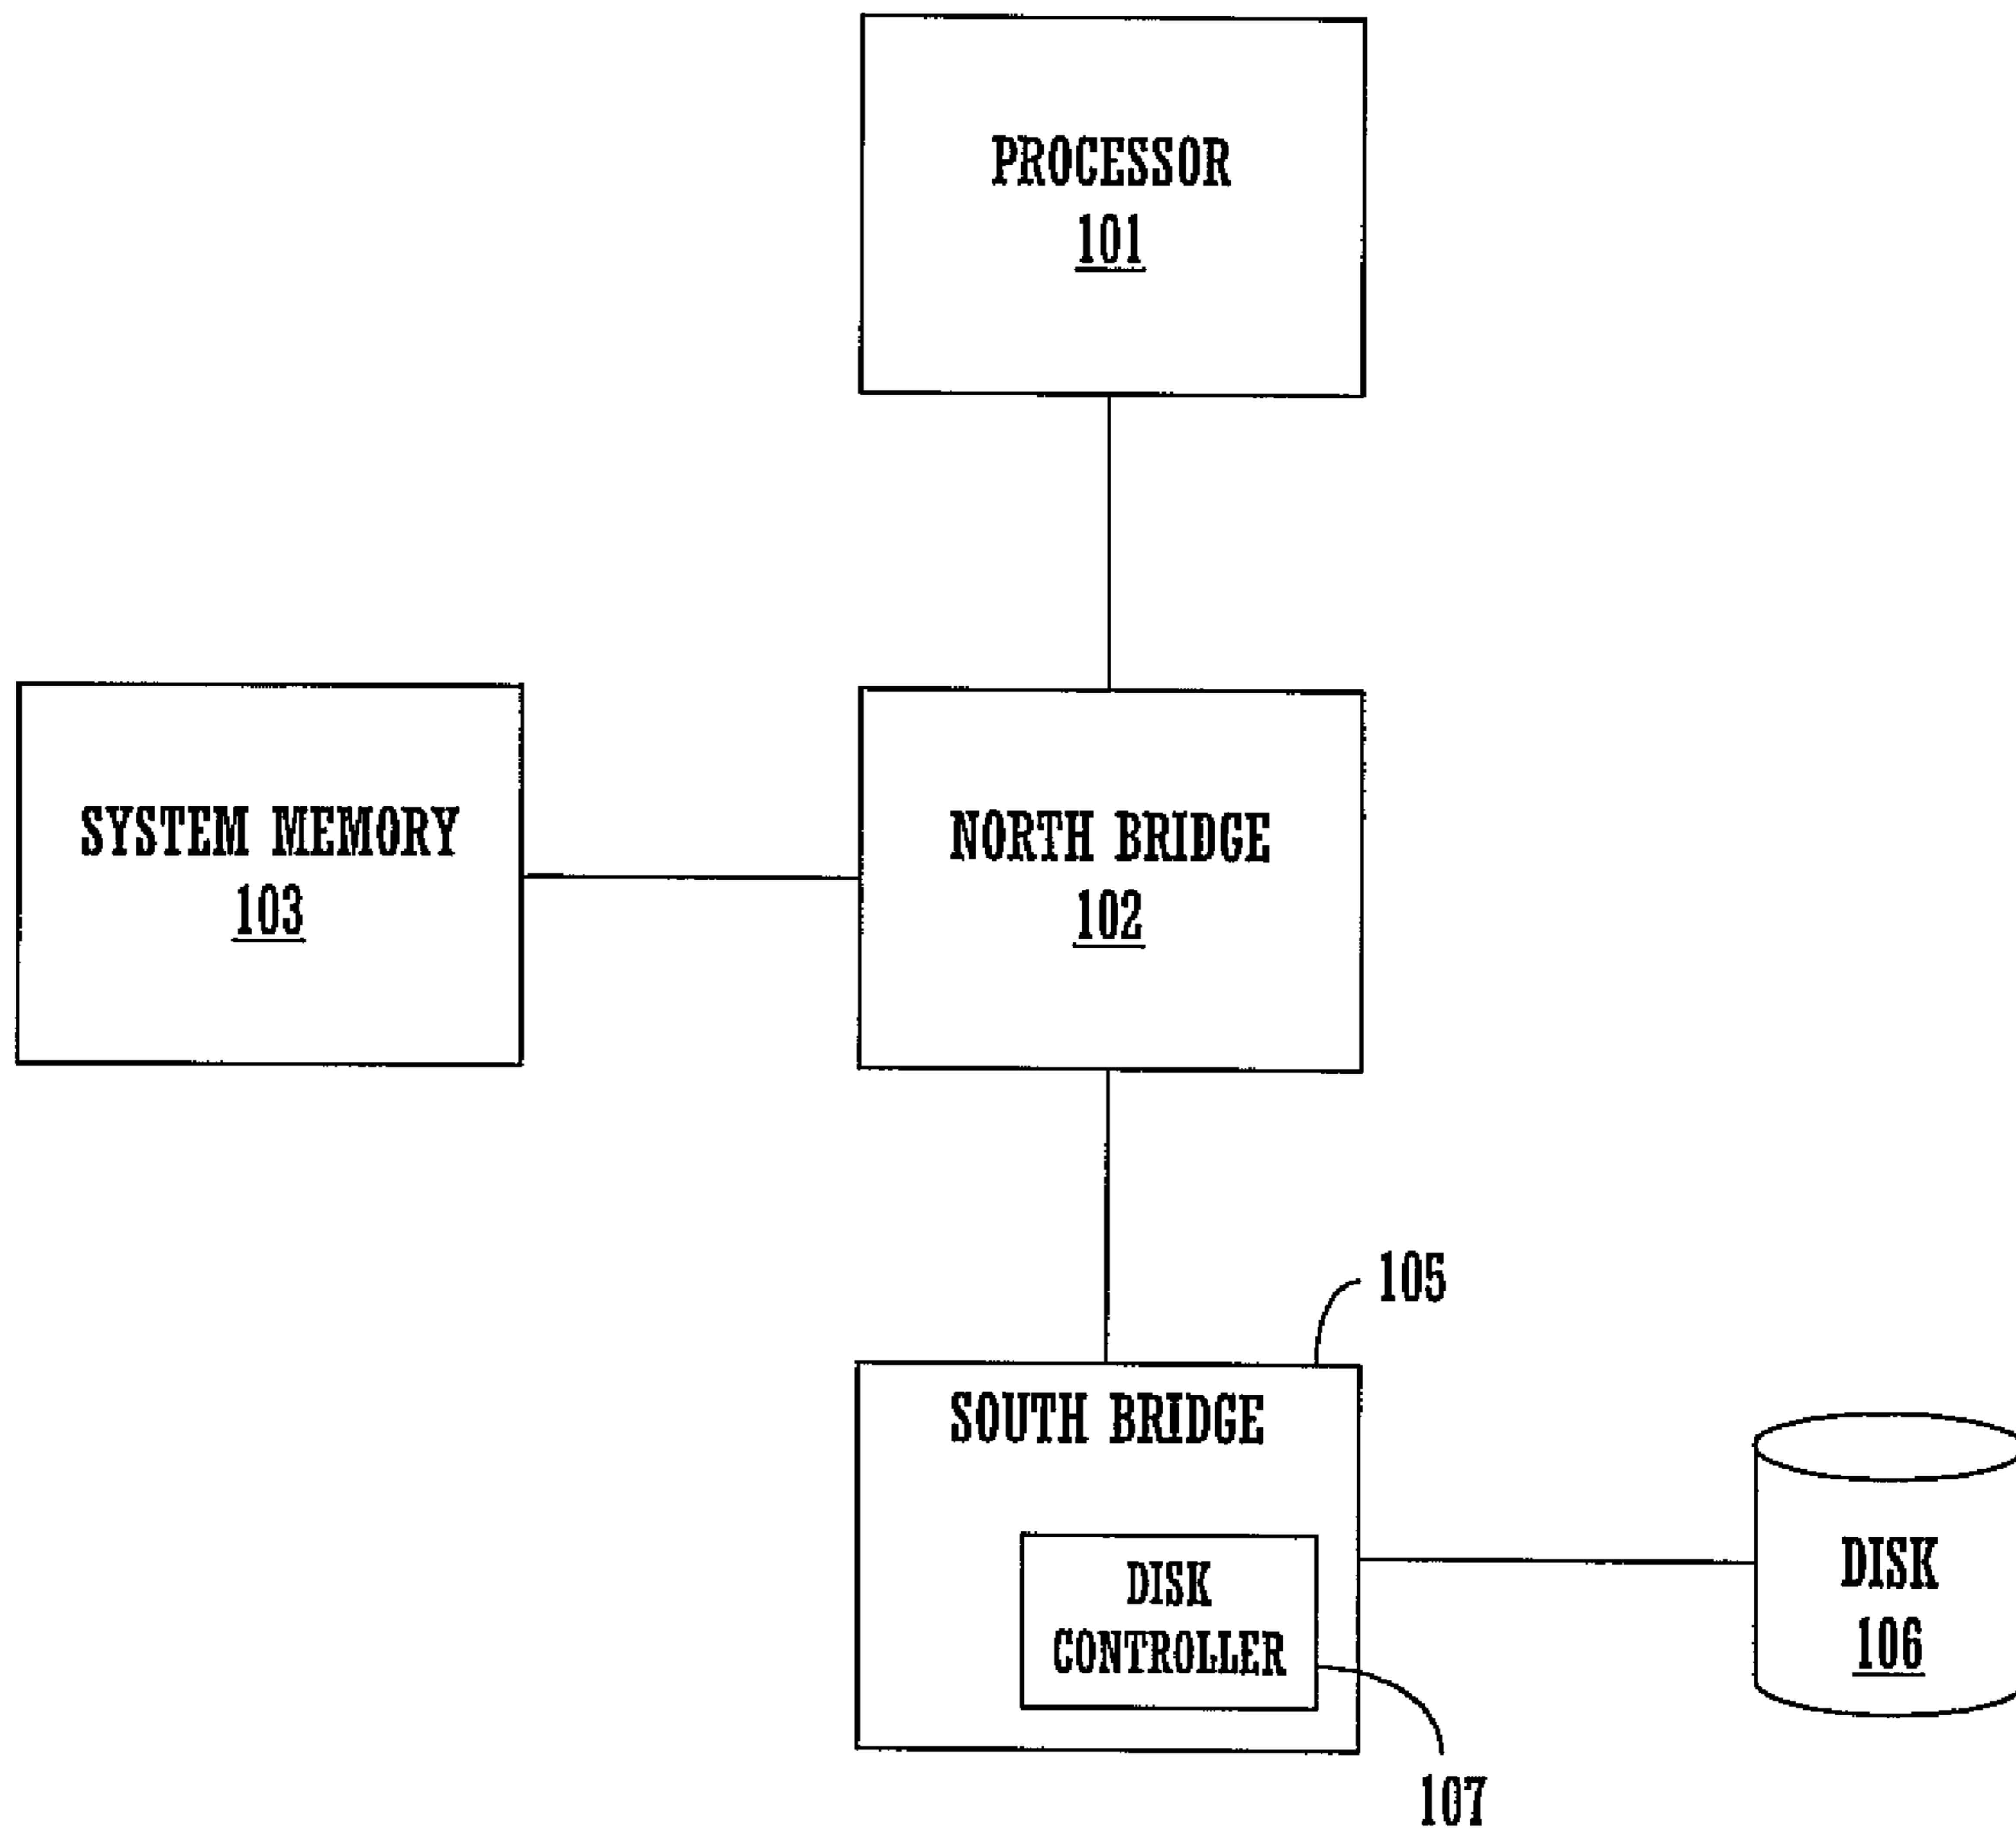 PROCESSOR
101
SYSTEM MEMORY
103
NORTH BRIDGE
102
105
SOUTH BRIDGE
DISK
CONTROLLER
107
DISK
106